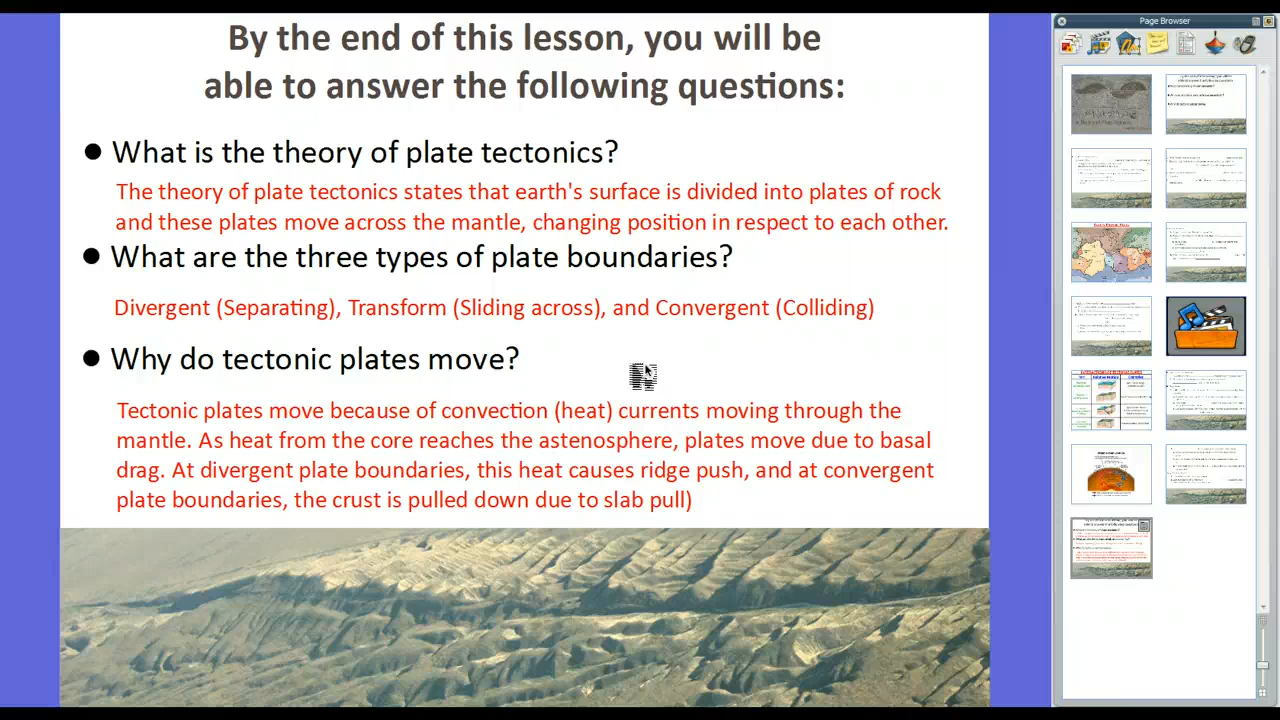 By the end of this lesson, you will be
able to answer the following questions:
● What is the theory of plate tectonics?
The theory of plate tectonics states that earth's surface is divided into plates of rock
and these plates move across the mantle, changing position in respect to each other.
● What are the three types of plate boundaries?
Divergent (Separating), Transform (Sliding across), and Convergent (Colliding)
● Why do tectonic plates move?
Tectonic plates move because of convection (heat) currents moving through the
mantle. As heat from the core reaches the astenosphere, plates move due to basal
drag. At divergent plate boundaries, this heat causes ridge push, and at convergent
plate boundaries, the crust is pulled down due to slab pull)
Page Browser